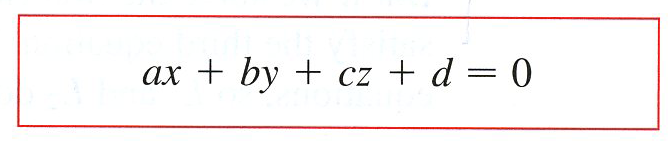 ax + by + cz + d = 0